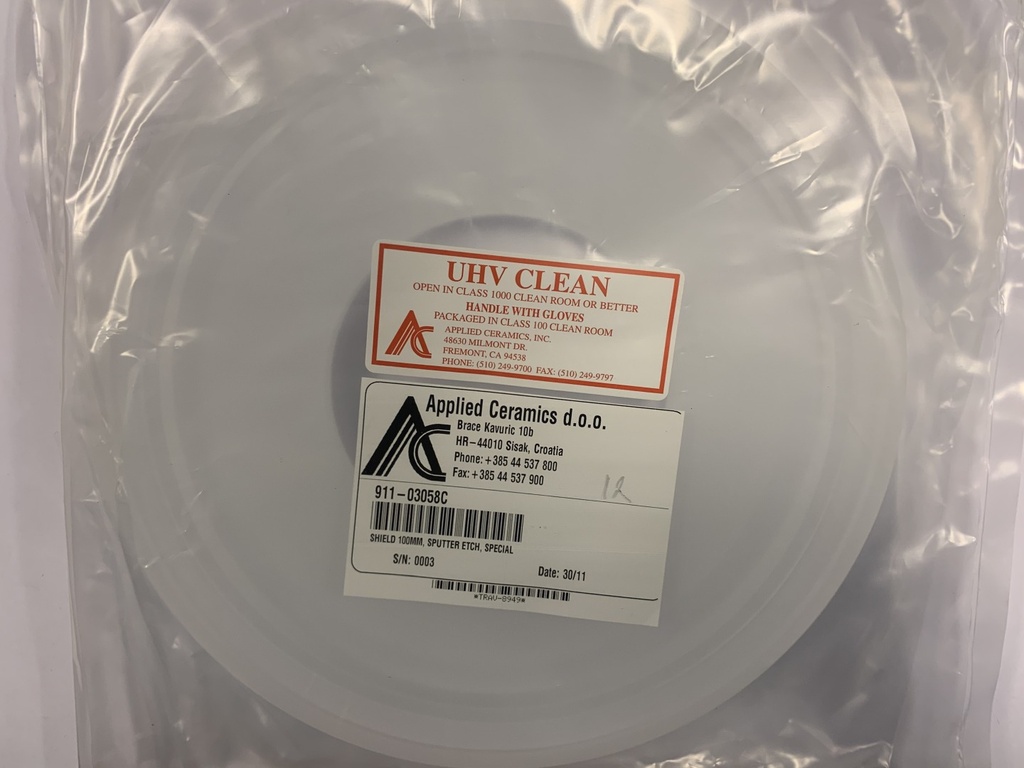 UHV CLEAN
OPEN IN CLASS 1000 CLEAN ROOM OR BETTER
HANDLE WITH GLOVES
PACKAGED IN CLASS 100 CLEAN ROOM
APPLIED CERAMICS, INC.
48630 MILMONT DR.
FREMONT, CA 94538
PHONE: (510) 249-9700 FAX: (510) 249-9797
Applied Ceramics d.o.o.
Brace Kavuric 10b
HR-44010 Sisak, Croatia
Phone: +385 44 537 800
Fax: +385 44 537 900
911-03058C
SHIELD 100MM, SPUTTER ETCH, SPECIAL
S/N: 0003
Date: 30/11
*TRAV-8949*